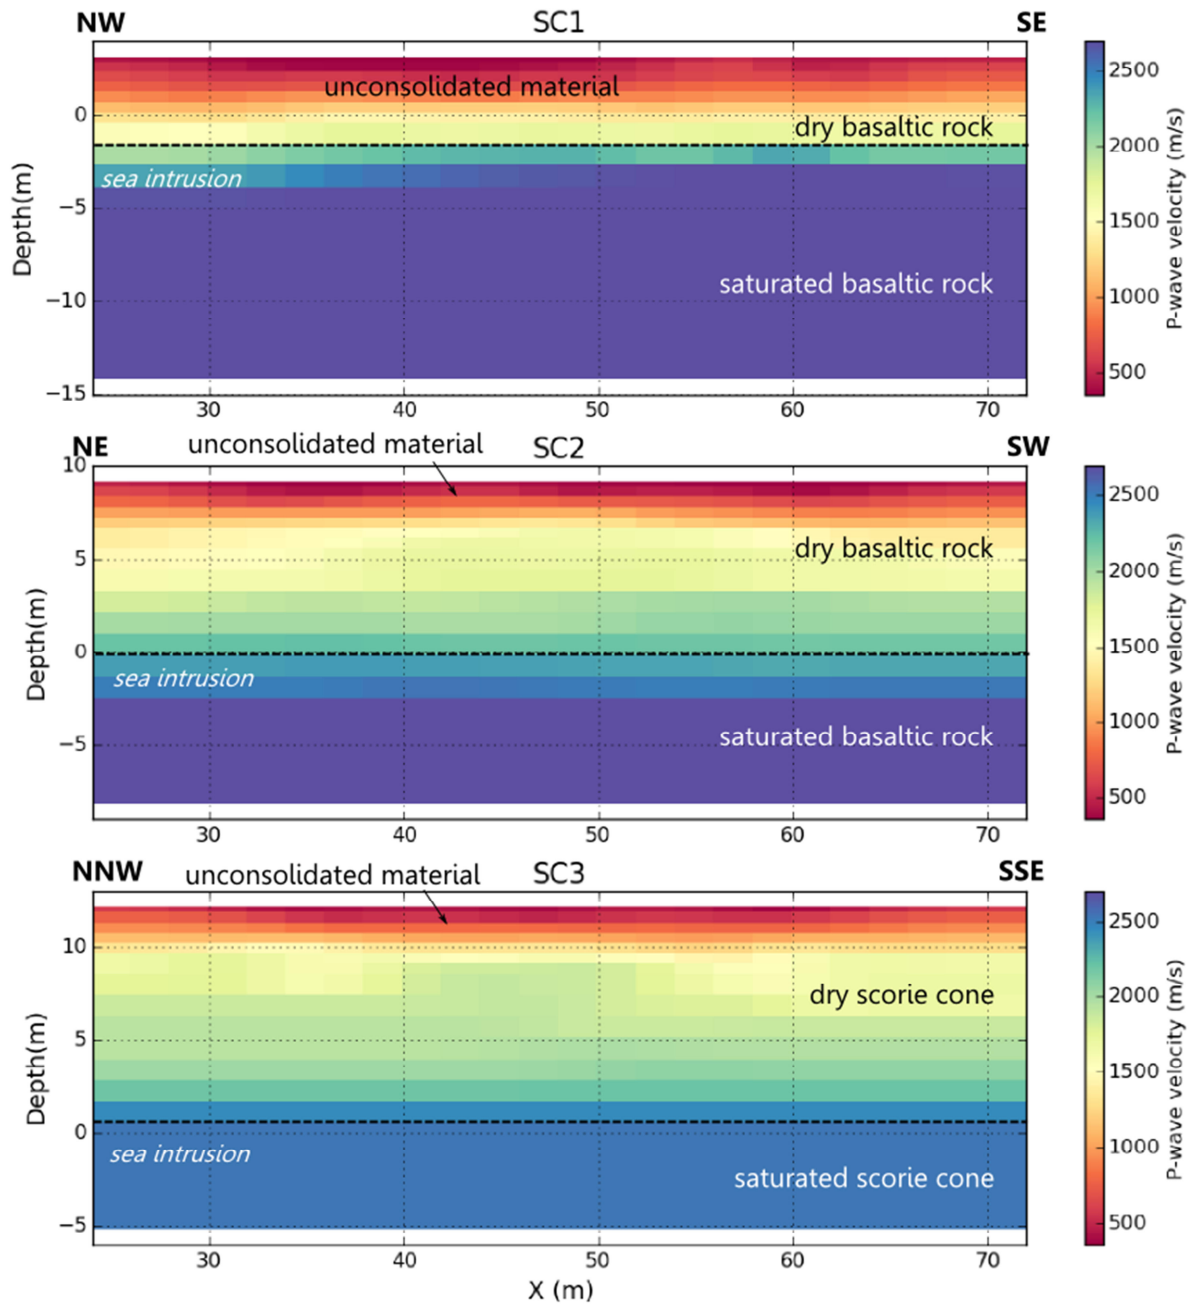 NW SC1 SE
unconsolidated material
dry basaltic rock
sea intrusion
saturated basaltic rock
0
−5
−10
−15
Depth(m)
30 40 50 60 70
2500
2000
1500
1000
500
P-wave velocity (m/s)
unconsolidated material
NE SC2 SW
dry basaltic rock
sea intrusion
saturated basaltic rock
10
5
0
−5
Depth(m)
30 40 50 60 70
2500
2000
1500
1000
500
P-wave velocity (m/s)
NNW unconsolidated material SC3 SSE
dry scorie cone
sea intrusion
saturated scorie cone
10
5
0
−5
Depth(m)
30 40 50 60 70
X (m)
2500
2000
1500
1000
500
P-wave velocity (m/s)